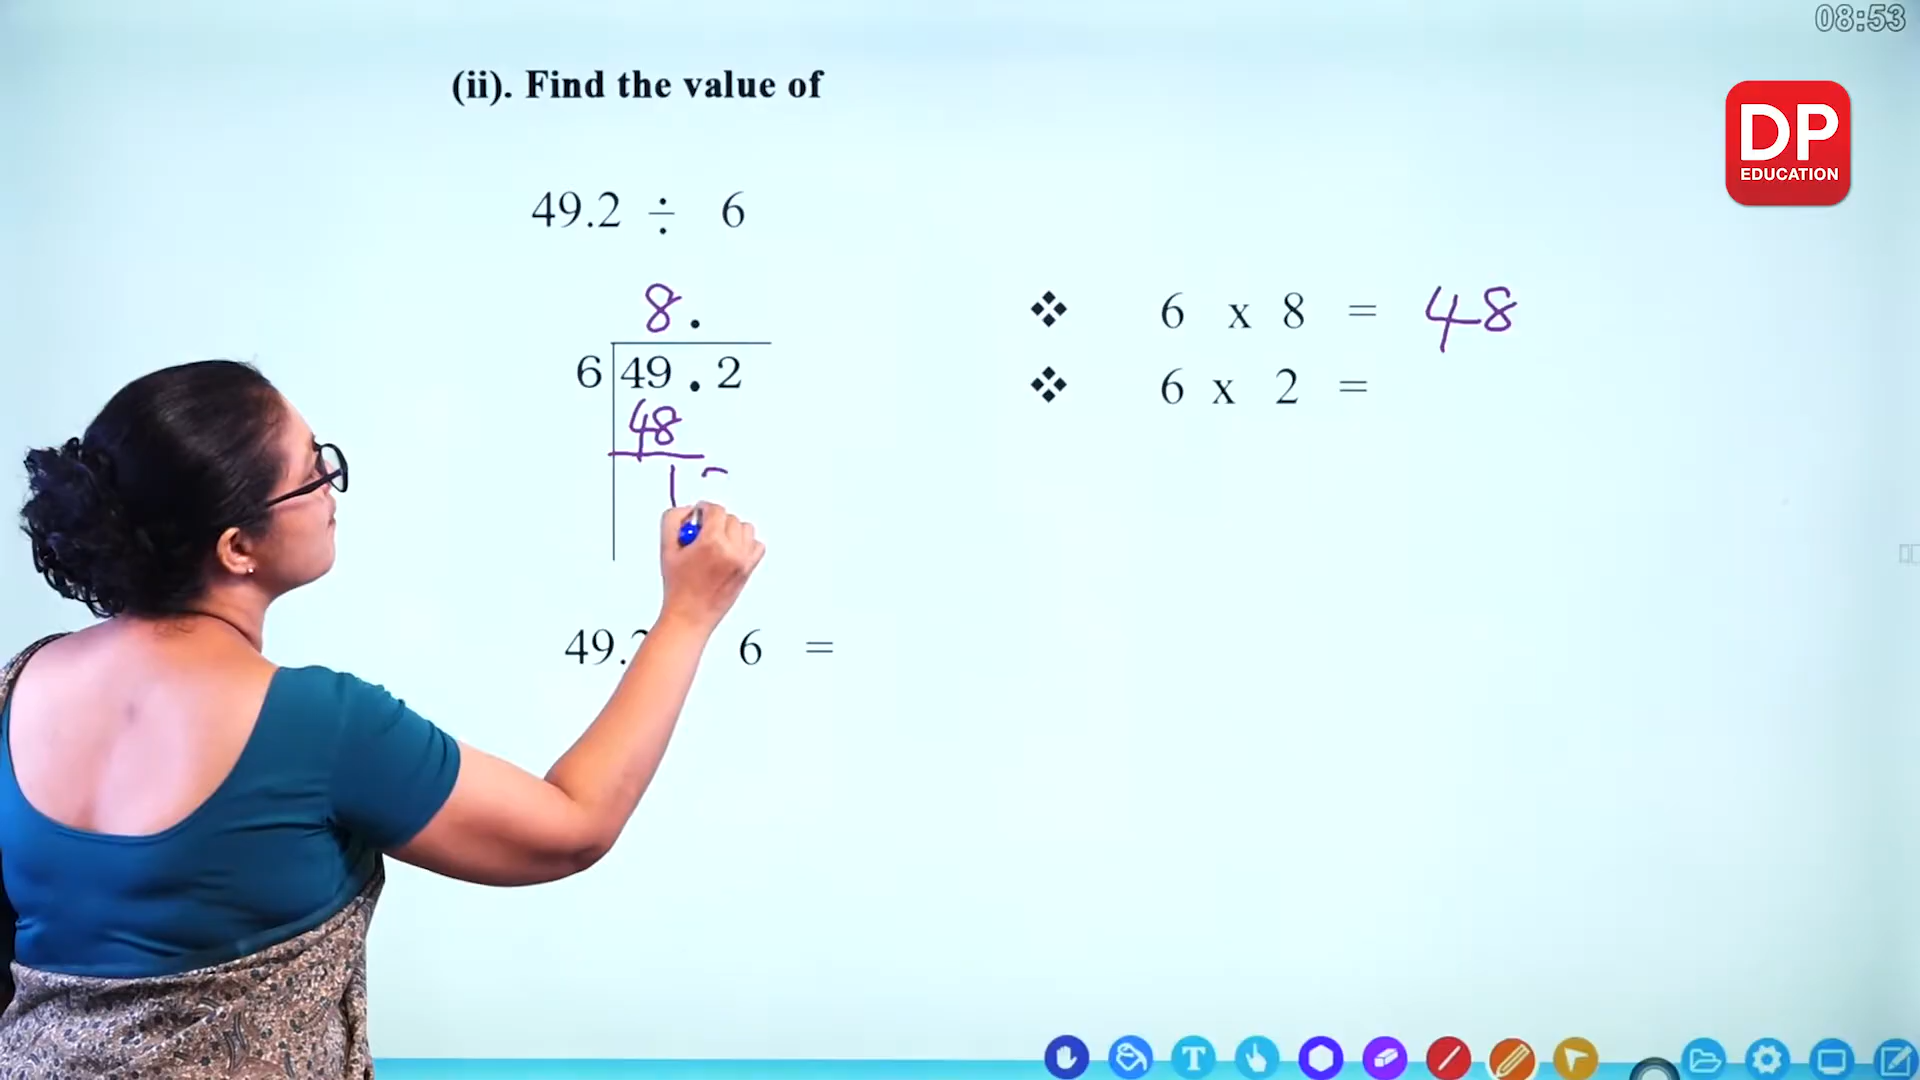 08:53
DP
EDUCATION
(ii). Find the value of
49.2 ÷ 6
8.
6 49.2
48
1
6 x 8 = 48
6 x 2 =
49. 6 =
T